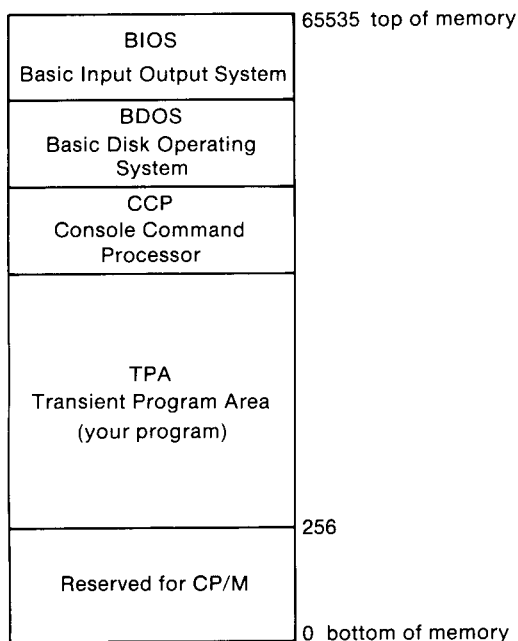 65535 top of memory
BIOS
Basic Input Output System
BDOS
Basic Disk Operating
System
CCP
Console Command
Processor
TPA
Transient Program Area
(your program)
256
Reserved for CP/M
0 bottom of memory